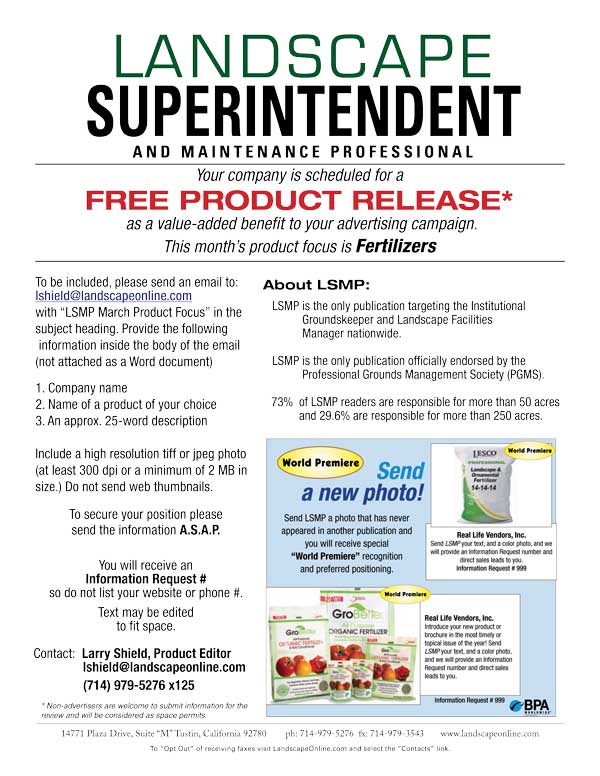 LANDSCAPE
SUPERINTENDENT
AND MAINTENANCE PROFESSIONAL
Your company is scheduled for a
FREE PRODUCT RELEASE*
as a value-added benefit to your advertising campaign.
This month's product focus is Fertilizers
To be included, please send an email to:
lshield@landscapeonline.com
with “LSMP March Product Focus” in the
subject heading. Provide the following
information inside the body of the email
(not attached as a Word document)
1. Company name
2. Name of a product of your choice
3. An approx. 25-word description
Include a high resolution tiff or jpeg photo
(at least 300 dpi or a minimum of 2 MB in
size.) Do not send web thumbnails.
To secure your position please
send the information A.S.A.P.
You will receive an
Information Request #
so do not list your website or phone #.
Text may be edited
to fit space.
Contact: Larry Shield, Product Editor
lshield@landscapeonline.com
(714) 979-5276 x125
* Non-advertisers are welcome to submit information for the
review and will be considered as space permits.
About LSMP:
LSMP is the only publication targeting the Institutional
Groundskeeper and Landscape Facilities
Manager nationwide.
LSMP is the only publication officially endorsed by the
Professional Grounds Management Society (PGMS).
73% of LSMP readers are responsible for more than 50 acres
and 29.6% are responsible for more than 250 acres.
World Premiere
Send
a new photo!
Send LSMP a photo that has never
appeared in another publication and
you will receive special
“World Premiere” recognition
and preferred positioning.
World Premiere
LESCO
PROFESSIONAL
Landscape &
Ornamental
Fertilizer
14-14-14
Real Life Vendors, Inc.
Send LSMP your text, and a color photo, and we
will provide an Information Request number and
direct sales leads to you.
Information Request # 999
World Premiere
GroBetter
All Purpose
ORGANIC FERTILIZER
Real Life Vendors, Inc.
Introduce your new product or
brochure in the most timely or
topical issue of the year! Send
LSMP your text, and a color photo,
and we will provide an Information
Request number and direct sales
leads to you.
Information Request # 999
BPA
WORLDWIDE
14771 Plaza Drive, Suite “M” Tustin, California 92780 ph: 714-979-5276 fx: 714-979-3543 www.landscapeonline.com
To “Opt Out” of receiving faxes visit LandscapeOnline.com and select the “Contacts” link.